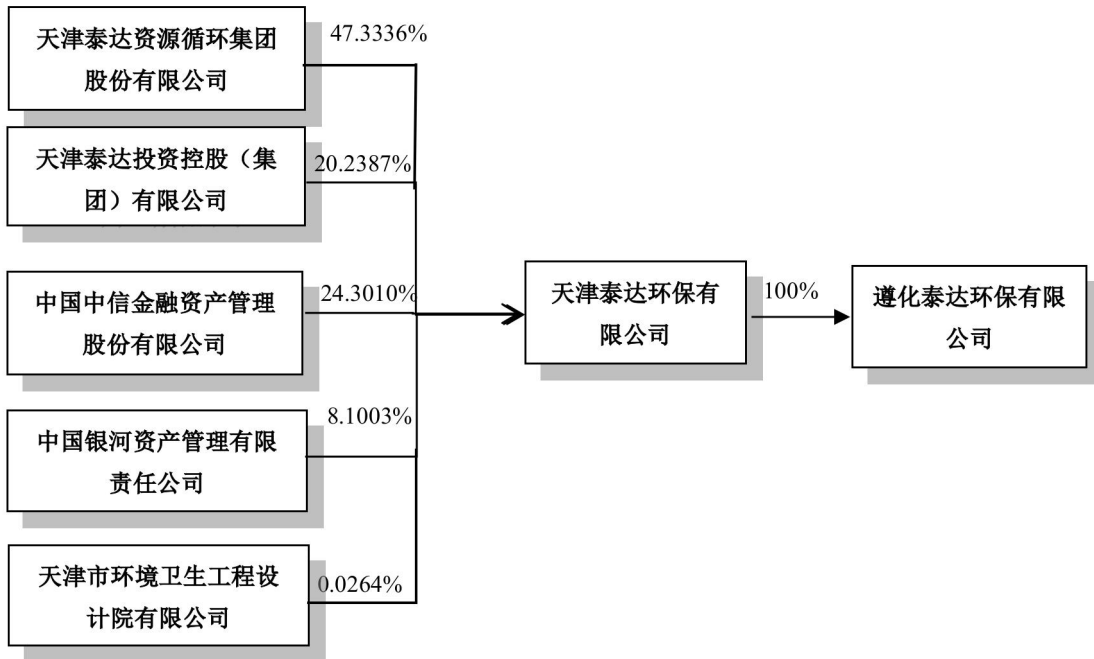 天津泰达资源循环集团
股份有限公司
47.3336%
天津泰达投资控股（集
团）有限公司
20.2387%
中国中信金融资产管理
股份有限公司
24.3010%
中国银河资产管理有限
责任公司
8.1003%
天津市环境卫生工程设
计院有限公司
0.0264%
天津泰达环保有
限公司
100%
遵化泰达环保有限
公司